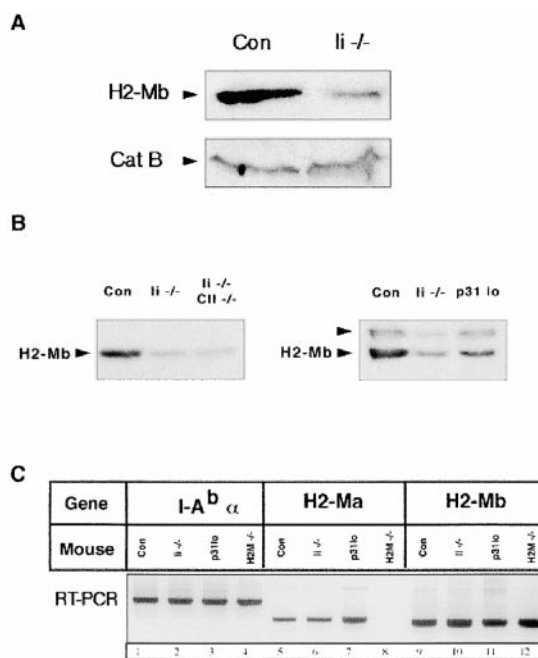 A
Con Ii -/-
H2-Mb
Cat B
B
Con Ii -/- Ii -/- CII -/-
H2-Mb
Con Ii -/- p31 lo
H2-Mb
C
Gene I-A^b α H2-Ma H2-Mb
Mouse Con Ii -/- p31lo H2M -/- Con Ii -/- p31lo H2M -/- Con Ii -/- p31lo H2M -/-
RT-PCR
1 2 3 4 5 6 7 8 9 10 11 12